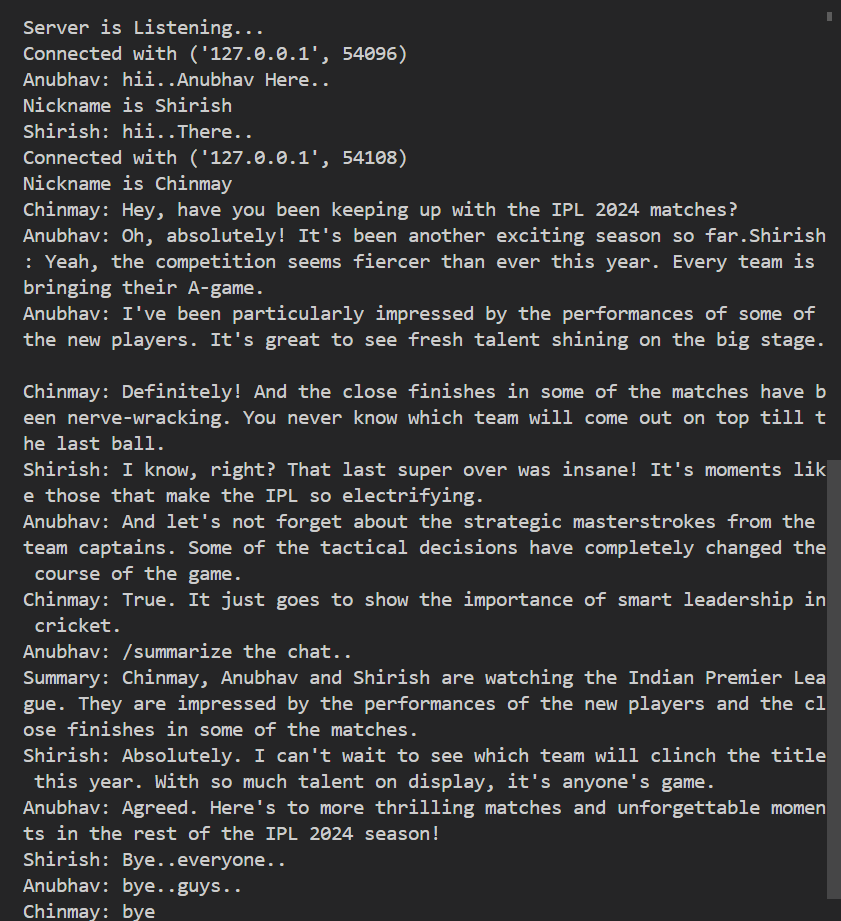 Server is Listening...
Connected with ('127.0.0.1', 54096)
Anubhav: hii..Anubhav Here..
Nickname is Shirish
Shirish: hii..There..
Connected with ('127.0.0.1', 54108)
Nickname is Chinmay
Chinmay: Hey, have you been keeping up with the IPL 2024 matches?
Anubhav: Oh, absolutely! It's been another exciting season so far.Shirish
: Yeah, the competition seems fiercer than ever this year. Every team is
bringing their A-game.
Anubhav: I've been particularly impressed by the performances of some of
the new players. It's great to see fresh talent shining on the big stage.

Chinmay: Definitely! And the close finishes in some of the matches have b
een nerve-wracking. You never know which team will come out on top till t
he last ball.
Shirish: I know, right? That last super over was insane! It's moments lik
e those that make the IPL so electrifying.
Anubhav: And let's not forget about the strategic masterstrokes from the
team captains. Some of the tactical decisions have completely changed the
 course of the game.
Chinmay: True. It just goes to show the importance of smart leadership in
 cricket.
Anubhav: /summarize the chat..
Summary: Chinmay, Anubhav and Shirish are watching the Indian Premier Lea
gue. They are impressed by the performances of the new players and the cl
ose finishes in some of the matches.
Shirish: Absolutely. I can't wait to see which team will clinch the title
 this year. With so much talent on display, it's anyone's game.
Anubhav: Agreed. Here's to more thrilling matches and unforgettable momen
ts in the rest of the IPL 2024 season!
Shirish: Bye..everyone..
Anubhav: bye..guys..
Chinmay: bye